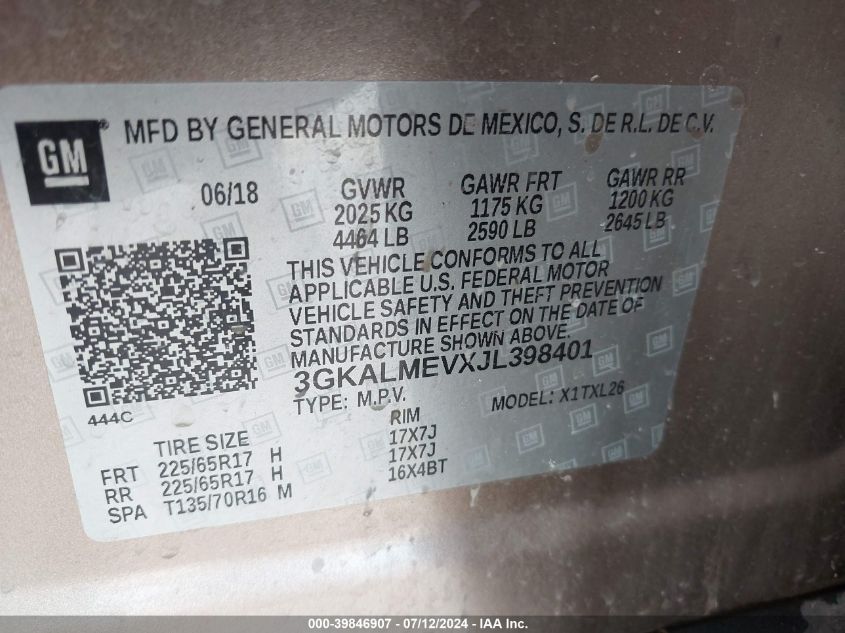 GM
MFD BY GENERAL MOTORS DE MEXICO, S. DE R.L. DE C.V.
06/18
GVWR GAWR FRT GAWR RR
2025 KG 1175 KG 1200 KG
4464 LB 2590 LB 2645 LB
THIS VEHICLE CONFORMS TO ALL
APPLICABLE U.S. FEDERAL MOTOR
VEHICLE SAFETY AND THEFT PREVENTION
STANDARDS IN EFFECT ON THE DATE OF
MANUFACTURE SHOWN ABOVE.
3GKALMEVXJL398401
TYPE: M.P.V. MODEL: X1TXL26
444C
TIRE SIZE RIM
FRT 225/65R17 H 17X7J
RR 225/65R17 H 17X7J
SPA T135/70R16 M 16X4BT
000-39846907 - 07/12/2024 - IAA Inc.